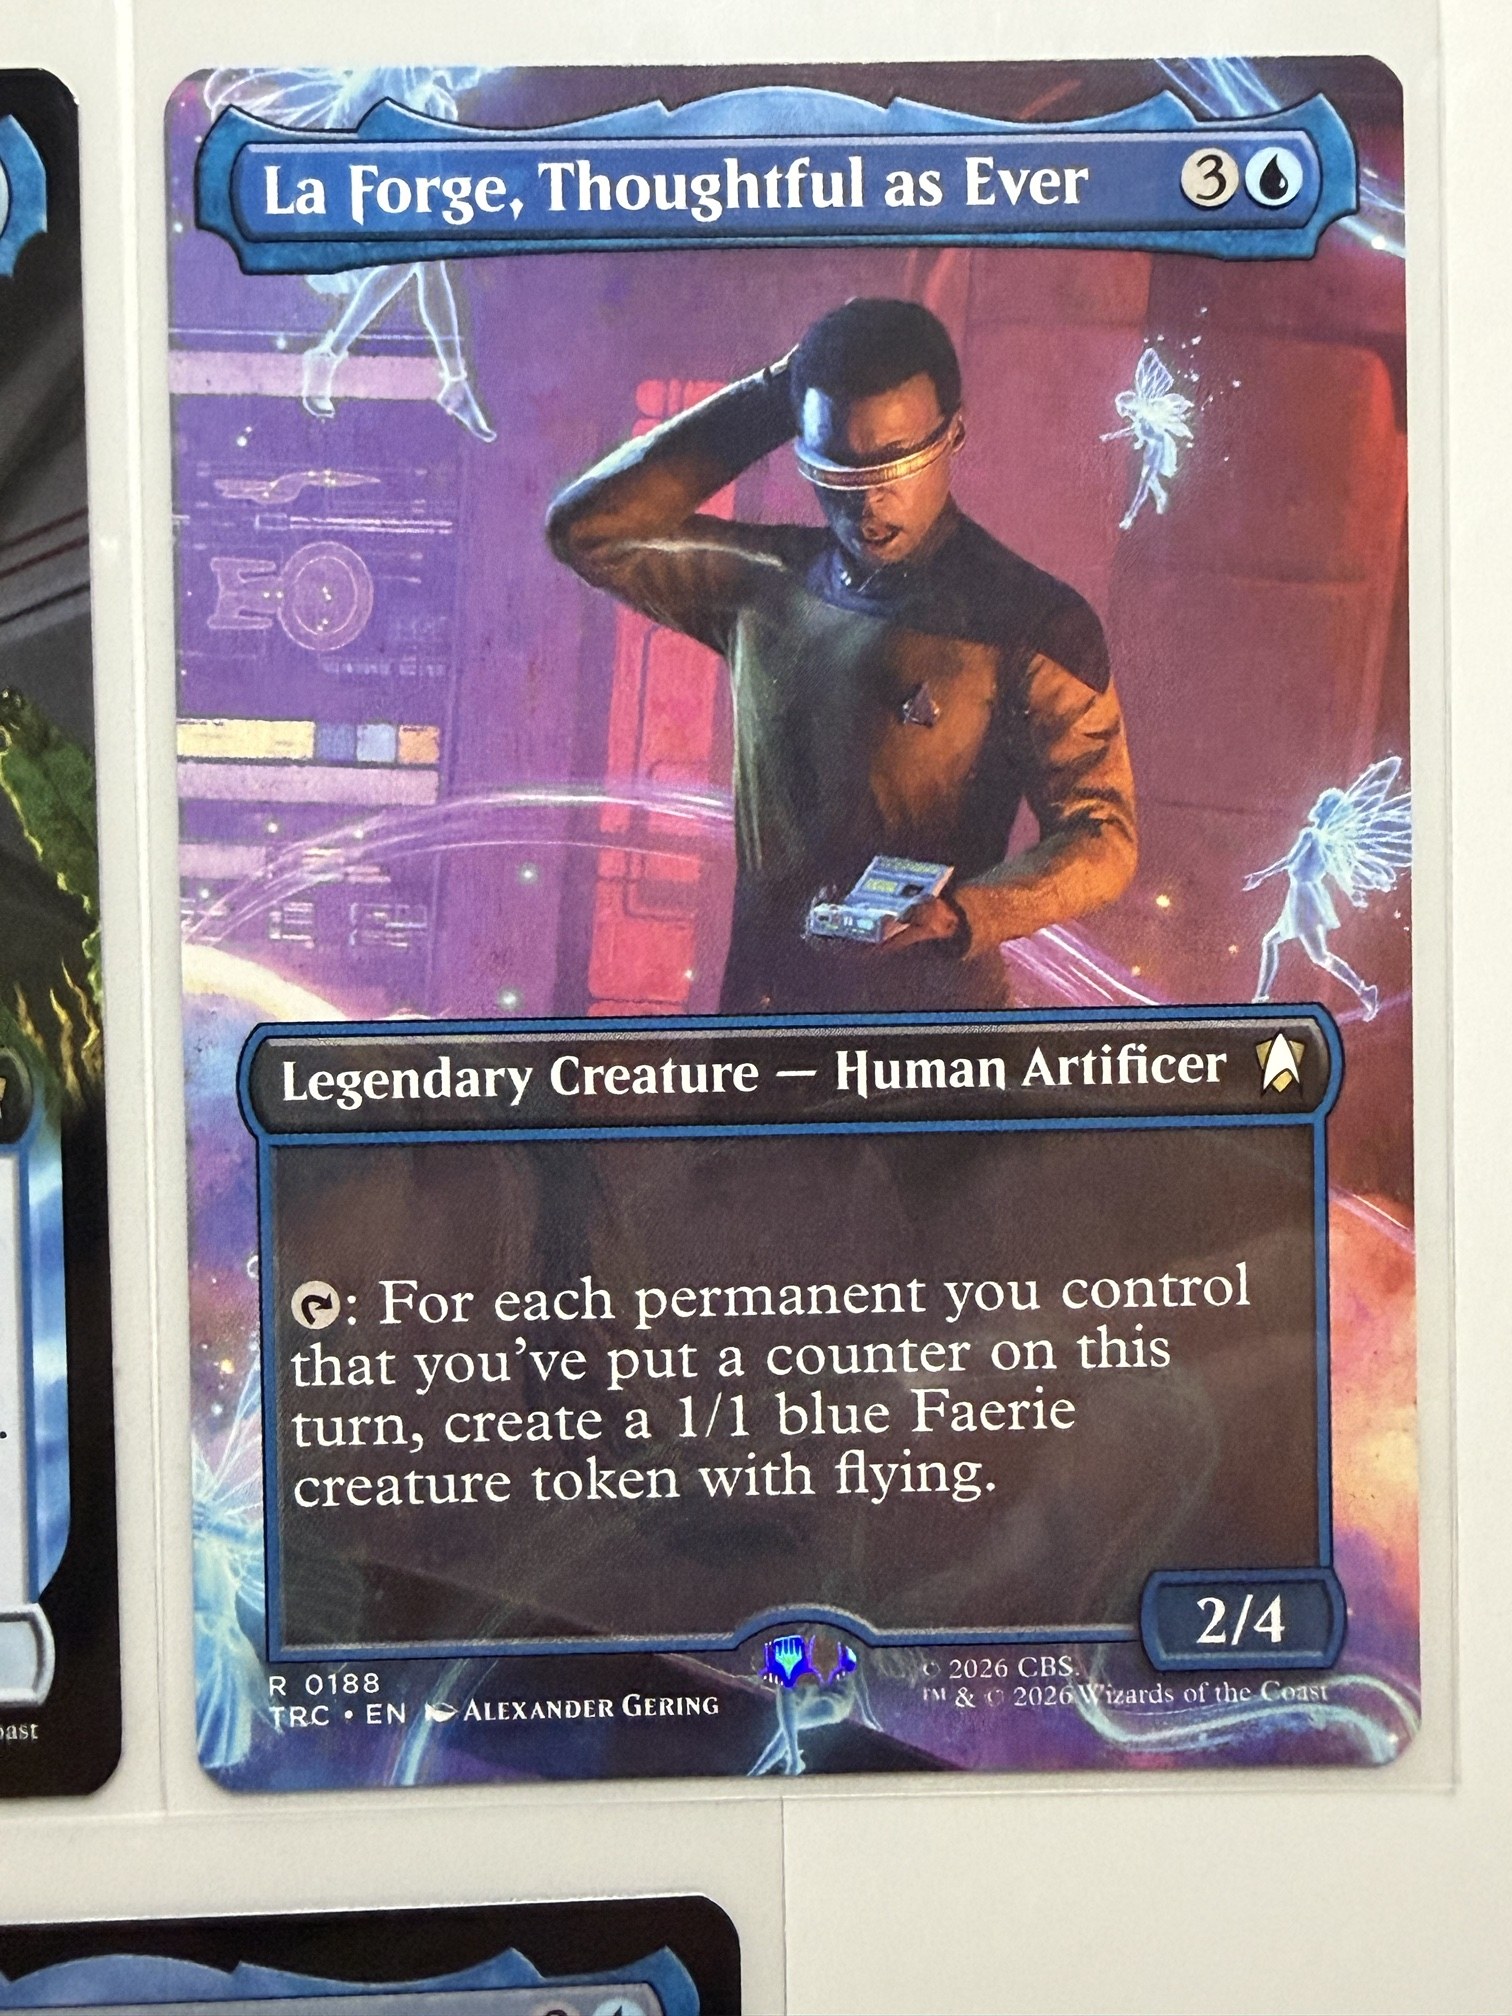 La Forge, Thoughtful as Ever 3
Legendary Creature — Human Artificer
: For each permanent you control
that you've put a counter on this
turn, create a 1/1 blue Faerie
creature token with flying.
2/4
R 0188
TRC • EN ALEXANDER GERING
© 2026 CBS.
™ & © 2026 Wizards of the Coast